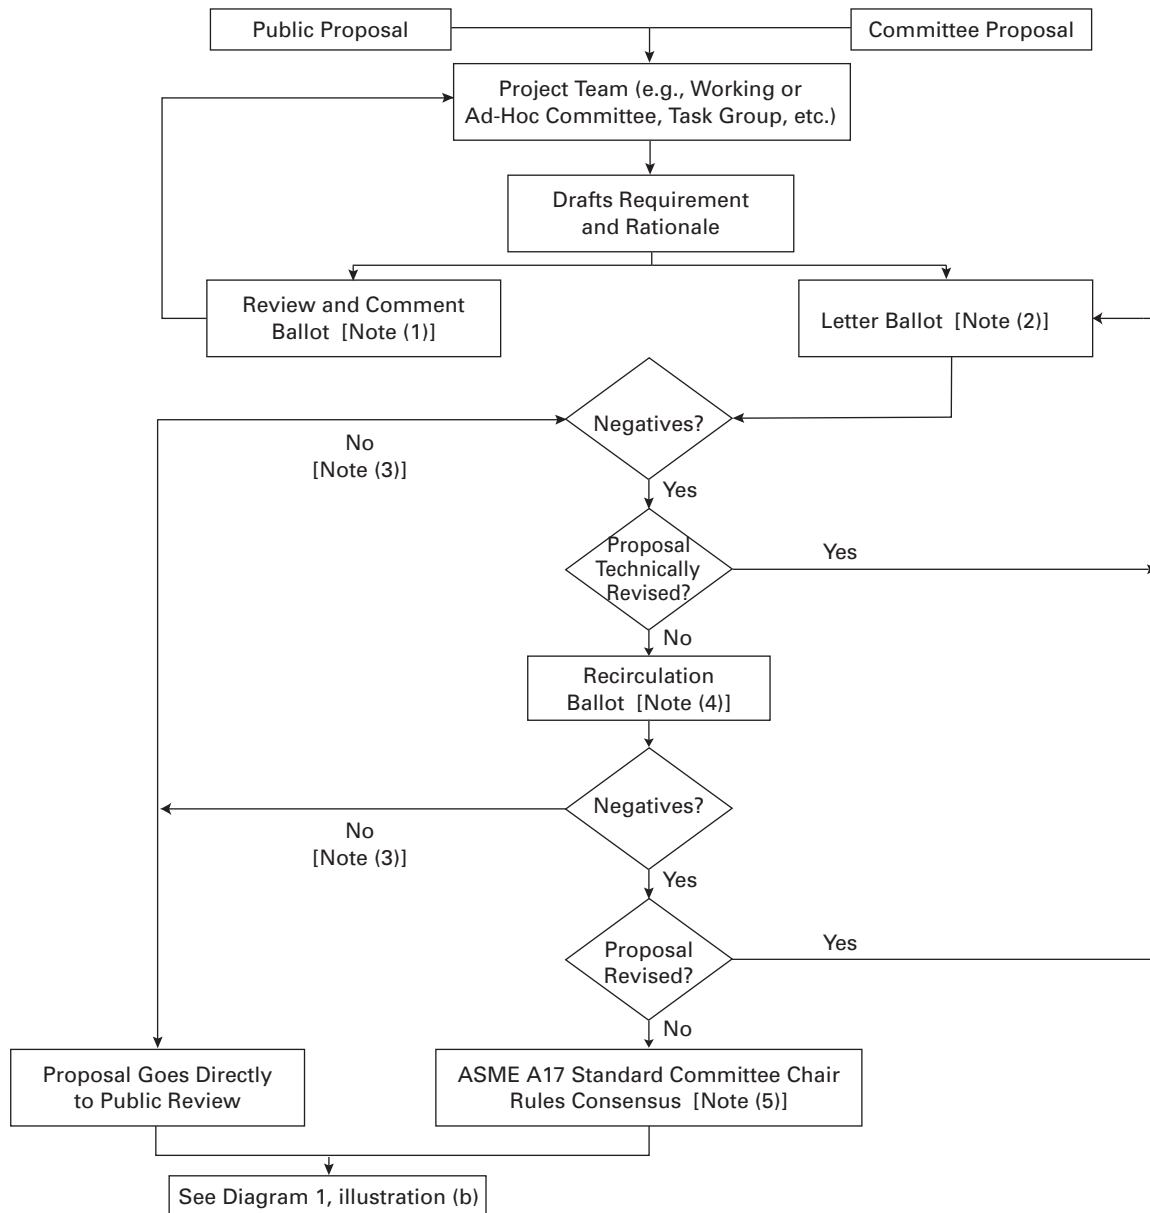 Public Proposal
Committee Proposal
Project Team (e.g., Working or
Ad-Hoc Committee, Task Group, etc.)
Drafts Requirement
and Rationale
Review and Comment
Ballot [Note (1)]
Letter Ballot [Note (2)]
Negatives?
No
[Note (3)]
Yes
Proposal
Technically
Revised?
Yes
No
Recirculation
Ballot [Note (4)]
Negatives?
No
[Note (3)]
Yes
Proposal
Revised?
Yes
No
Proposal Goes Directly
to Public Review
ASME A17 Standard Committee Chair
Rules Consensus [Note (5)]
See Diagram 1, illustration (b)